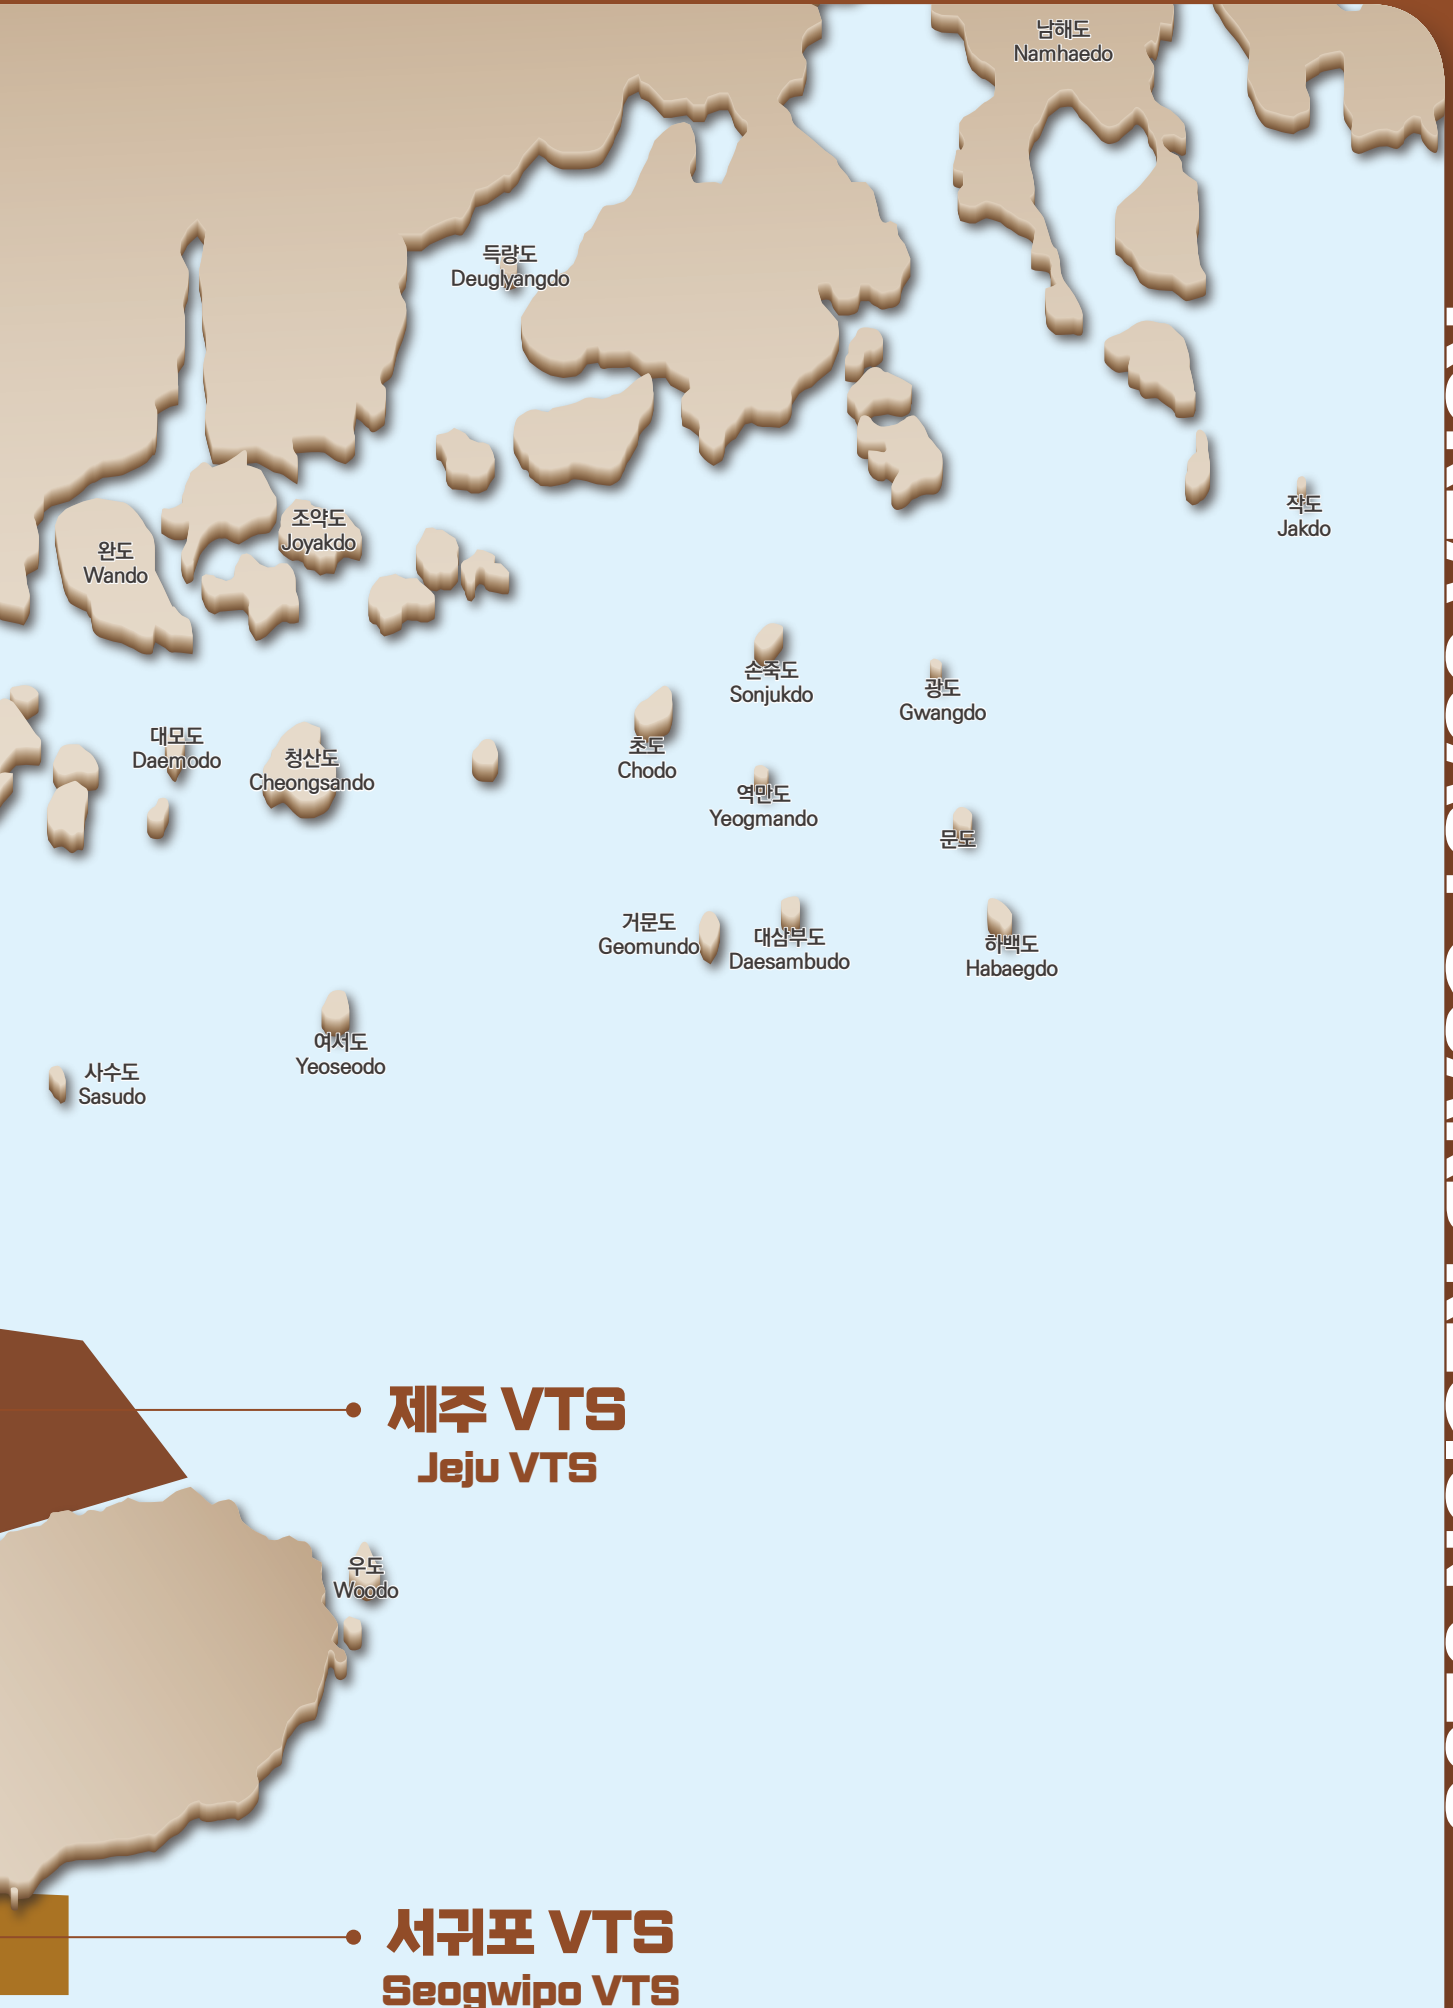 남해도
Namhaedo
득량도
Deuglyangdo
작도
Jakdo
조약도
Joyakdo
완도
Wando
손죽도
Sonjukdo
광도
Gwangdo
대모도
Daemodo
청산도
Cheongsando
초도
Chodo
역만도
Yeogmando
문도
거문도
Geomundo
대삼부도
Daesambudo
하백도
Habaegdo
여서도
Yeoseodo
사수도
Sasudo
제주 VTS
Jeju VTS
우도
Woodo
서귀포 VTS
Seogwipo VTS